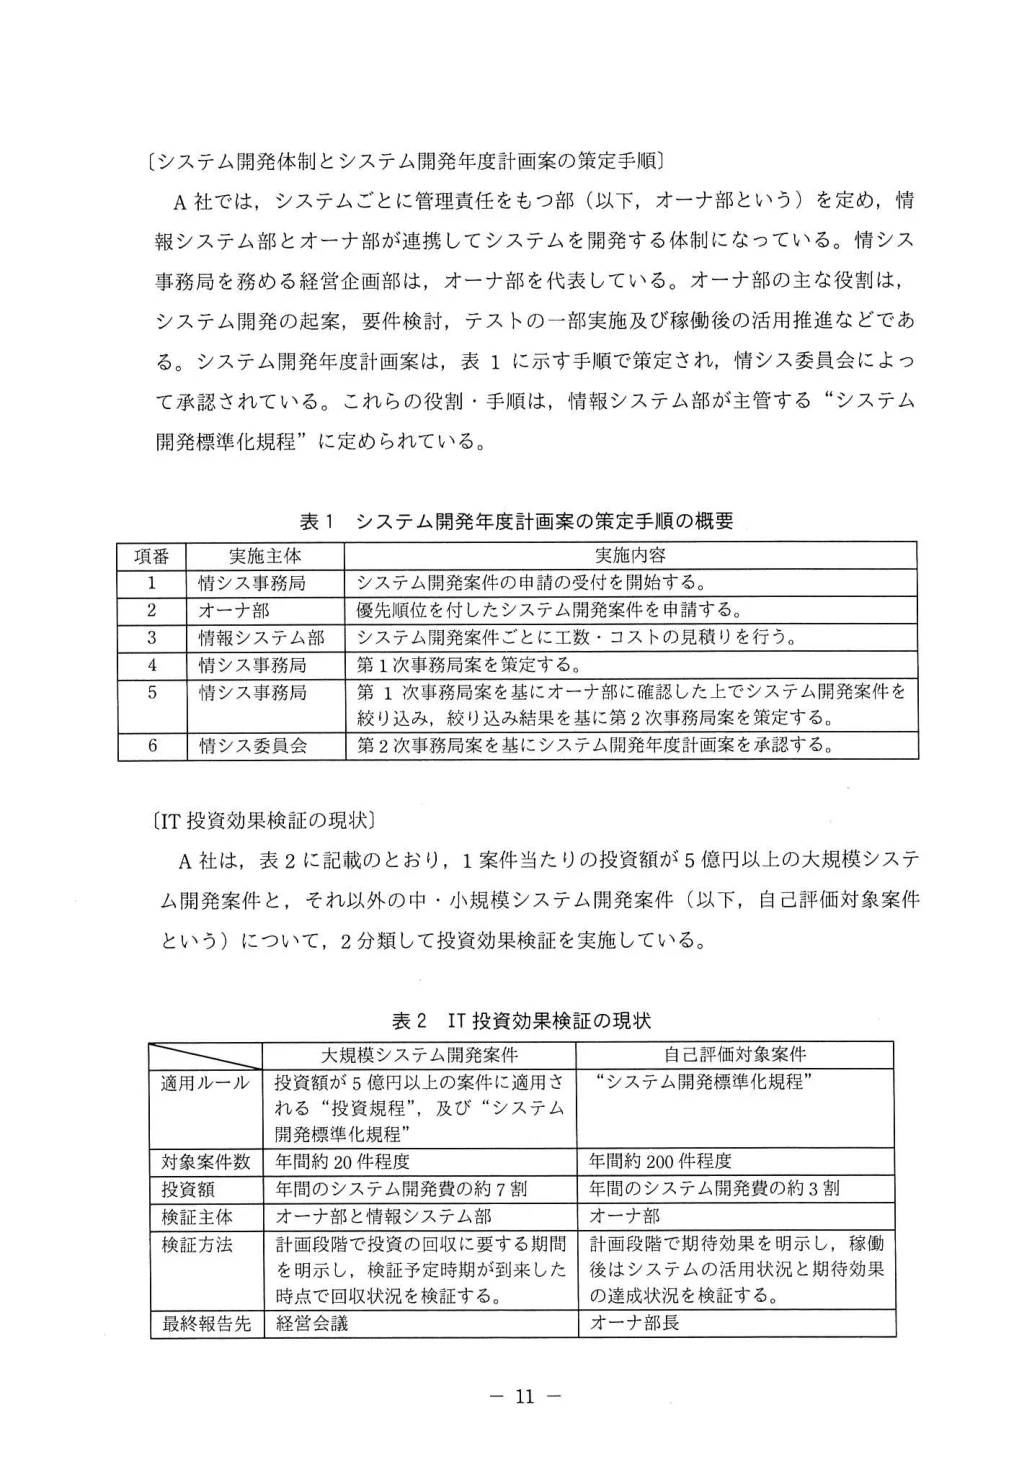 〔システム開発体制とシステム開発年度計画案の策定手順〕
A 社では，システムごとに管理責任をもつ部（以下，オーナ部という）を定め，情
報システム部とオーナ部が連携してシステムを開発する体制になっている。情シス
事務局を務める経営企画部は，オーナ部を代表している。オーナ部の主な役割は，
システム開発の起案，要件検討，テストの一部実施及び稼働後の活用推進などであ
る。システム開発年度計画案は，表 1 に示す手順で策定され，情シス委員会によっ
て承認されている。これらの役割・手順は，情報システム部が主管する“システム
開発標準化規程”に定められている。
表 1　システム開発年度計画案の策定手順の概要
項番 実施主体 実施内容
1 情シス事務局 システム開発案件の申請の受付を開始する。
2 オーナ部 優先順位を付したシステム開発案件を申請する。
3 情報システム部 システム開発案件ごとに工数・コストの見積りを行う。
4 情シス事務局 第 1 次事務局案を策定する。
5 情シス事務局 第 1 次事務局案を基にオーナ部に確認した上でシステム開発案件を
絞り込み，絞り込み結果を基に第 2 次事務局案を策定する。
6 情シス委員会 第 2 次事務局案を基にシステム開発年度計画案を承認する。
〔IT 投資効果検証の現状〕
A 社は，表 2 に記載のとおり，1 案件当たりの投資額が 5 億円以上の大規模システ
ム開発案件と，それ以外の中・小規模システム開発案件（以下，自己評価対象案件
という）について，2 分類して投資効果検証を実施している。
表 2　IT 投資効果検証の現状
大規模システム開発案件 自己評価対象案件
適用ルール 投資額が 5 億円以上の案件に適用さ “システム開発標準化規程”
れる“投資規程”，及び“システム
開発標準化規程”
対象案件数 年間約 20 件程度 年間約 200 件程度
投資額 年間のシステム開発費の約 7 割 年間のシステム開発費の約 3 割
検証主体 オーナ部と情報システム部 オーナ部
検証方法 計画段階で投資の回収に要する期間 計画段階で期待効果を明示し，稼働
を明示し，検証予定時期が到来した 後はシステムの活用状況と期待効果
時点で回収状況を検証する。 の達成状況を検証する。
最終報告先 経営会議 オーナ部長
－ 11 －